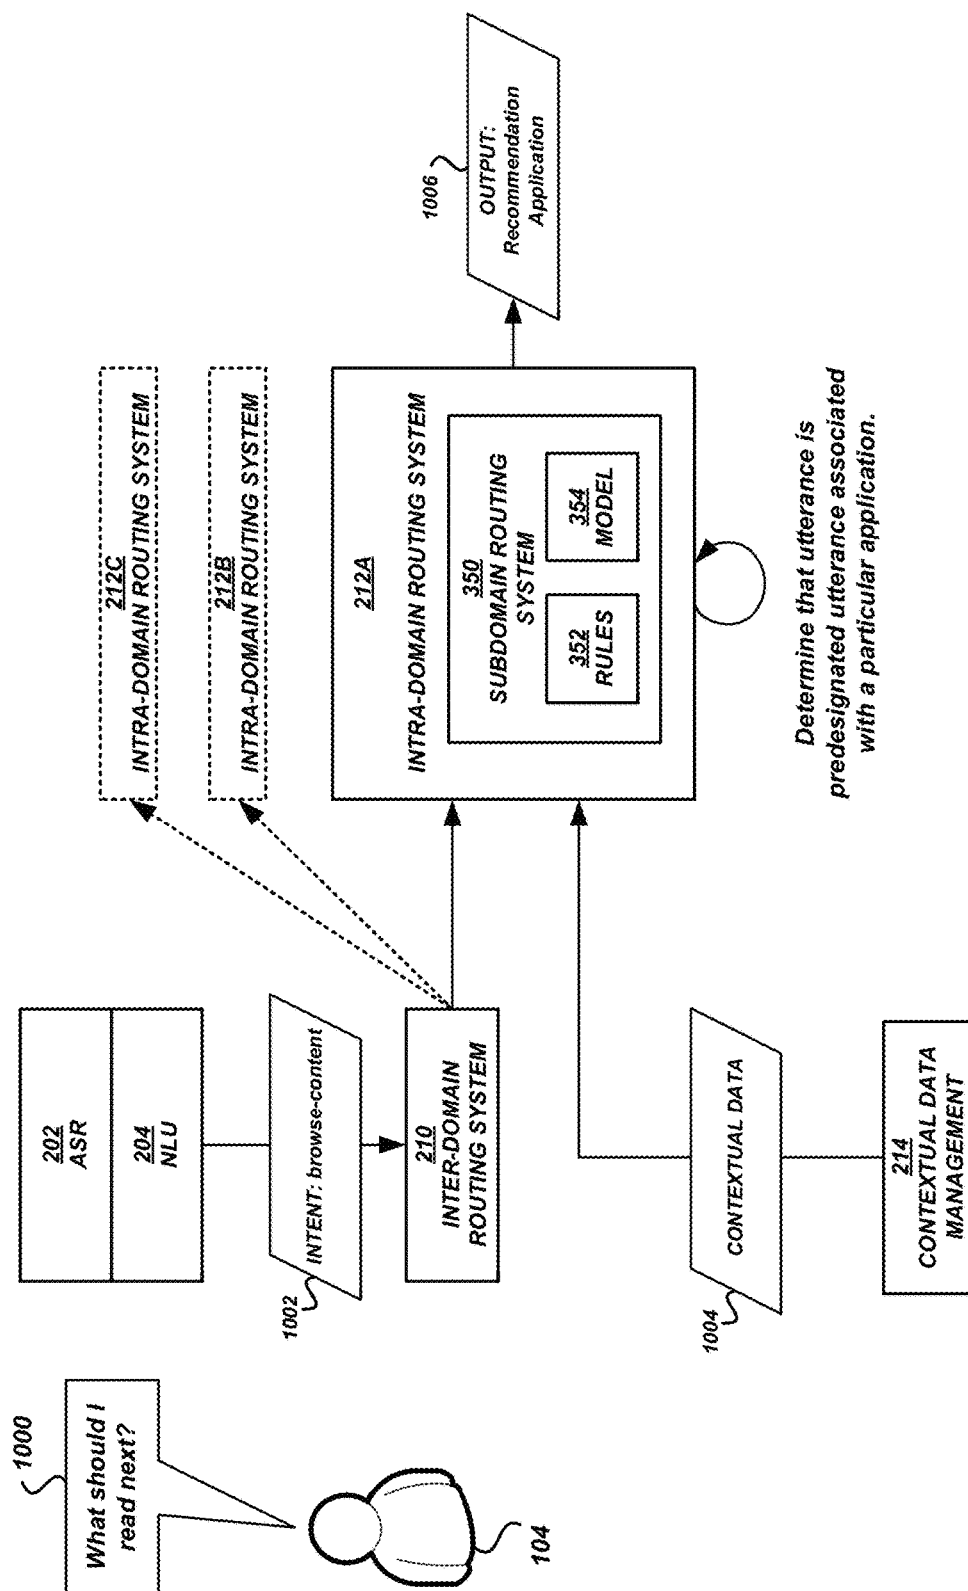 1000
What should I
read next?
104
202
ASR
204
NLU
1002
INTENT: browse-content
210
INTER-DOMAIN
ROUTING SYSTEM
1004
CONTEXTUAL DATA
214
CONTEXTUAL DATA
MANAGEMENT
212C
INTRA-DOMAIN ROUTING SYSTEM
212B
INTRA-DOMAIN ROUTING SYSTEM
212A
INTRA-DOMAIN ROUTING SYSTEM
350
SUBDOMAIN ROUTING
SYSTEM
352
RULES
354
MODEL
Determine that utterance is
predesignated utterance associated
with a particular application.
1006
OUTPUT:
Recommendation
Application